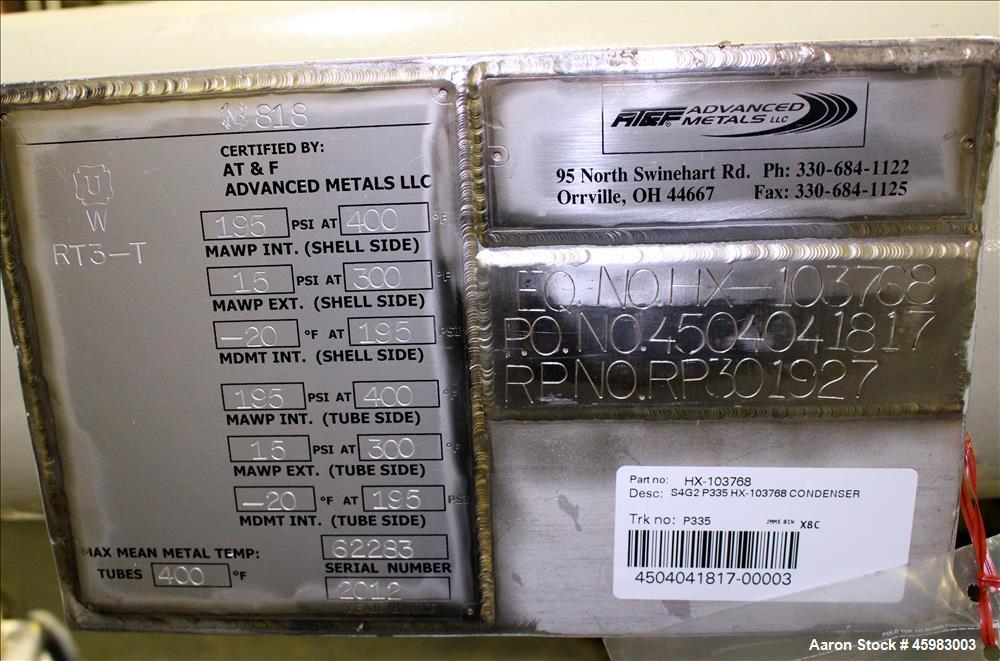 818
CERTIFIED BY:
AT & F
ADVANCED METALS LLC
U
W
RT3-T
195 PSI AT 400 °F
MAWP INT. (SHELL SIDE)
15 PSI AT 300 °F
MAWP EXT. (SHELL SIDE)
-20 °F AT 195 PSI
MDMT INT. (SHELL SIDE)
195 PSI AT 400 °F
MAWP INT. (TUBE SIDE)
15 PSI AT 300
MAWP EXT. (TUBE SIDE)
-20 °F AT 195 PSI
MDMT INT. (TUBE SIDE)
MAX MEAN METAL TEMP:
TUBES 400 °F
62283
SERIAL NUMBER
2012
YEAR BUILT
AT&F® ADVANCED
METALS LLC
95 North Swinehart Rd. Ph: 330-684-1122
Orrville, OH 44667 Fax: 330-684-1125
EQ. NO. HX-103768
P.O. NO. 4504041817
RP NO. RP301927
Part no: HX-103768
Desc: S4G2 P335 HX-103768 CONDENSER
Trk no: P335 2MMS BIN X8C
4504041817-00003
Aaron Stock # 45983003